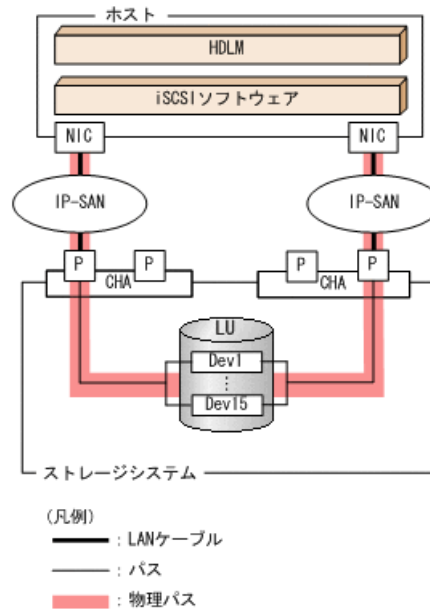 ホスト
HDLM
iSCSIソフトウェア
NIC
NIC
IP-SAN
IP-SAN
P
P
CHA
P
P
CHA
LU
Dev1
⋮
Dev15
ストレージシステム
(凡例)
: LANケーブル
: パス
: 物理パス